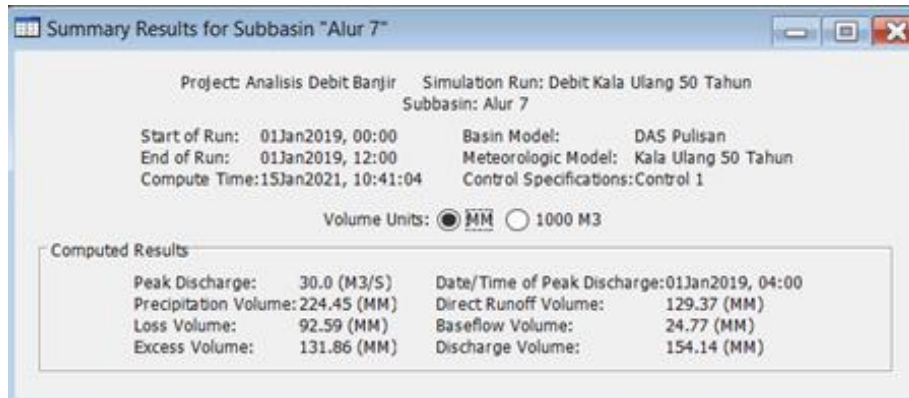 Summary Results for Subbasin "Alur 7"
Project: Analisis Debit Banjir Simulation Run: Debit Kala Ulang 50 Tahun
Subbasin: Alur 7
Start of Run: 01Jan2019, 00:00 Basin Model: DAS Pulisan
End of Run: 01Jan2019, 12:00 Meteorologic Model: Kala Ulang 50 Tahun
Compute Time:15Jan2021, 10:41:04 Control Specifications:Control 1
Volume Units: MM 1000 M3
Computed Results
Peak Discharge: 30.0 (M3/S) Date/Time of Peak Discharge:01Jan2019, 04:00
Precipitation Volume:224.45 (MM) Direct Runoff Volume: 129.37 (MM)
Loss Volume: 92.59 (MM) Baseflow Volume: 24.77 (MM)
Excess Volume: 131.86 (MM) Discharge Volume: 154.14 (MM)